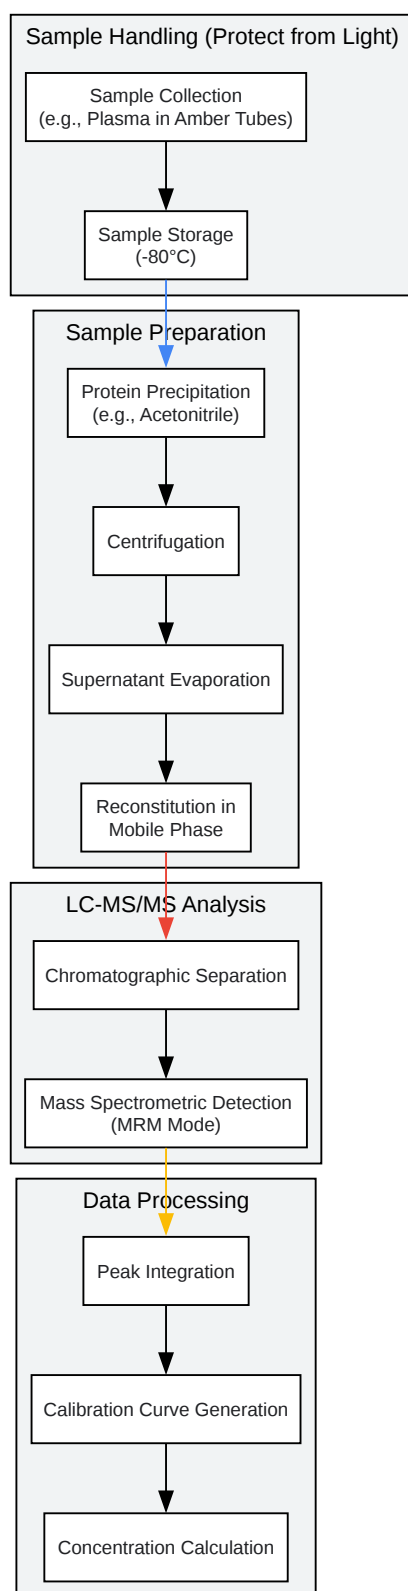 Sample Handling (Protect from Light)
Sample Collection
(e.g., Plasma in Amber Tubes)
Sample Storage
(-80°C)
Sample Preparation
Protein Precipitation
(e.g., Acetonitrile)
Centrifugation
Supernatant Evaporation
Reconstitution in
Mobile Phase
LC-MS/MS Analysis
Chromatographic Separation
Mass Spectrometric Detection
(MRM Mode)
Data Processing
Peak Integration
Calibration Curve Generation
Concentration Calculation